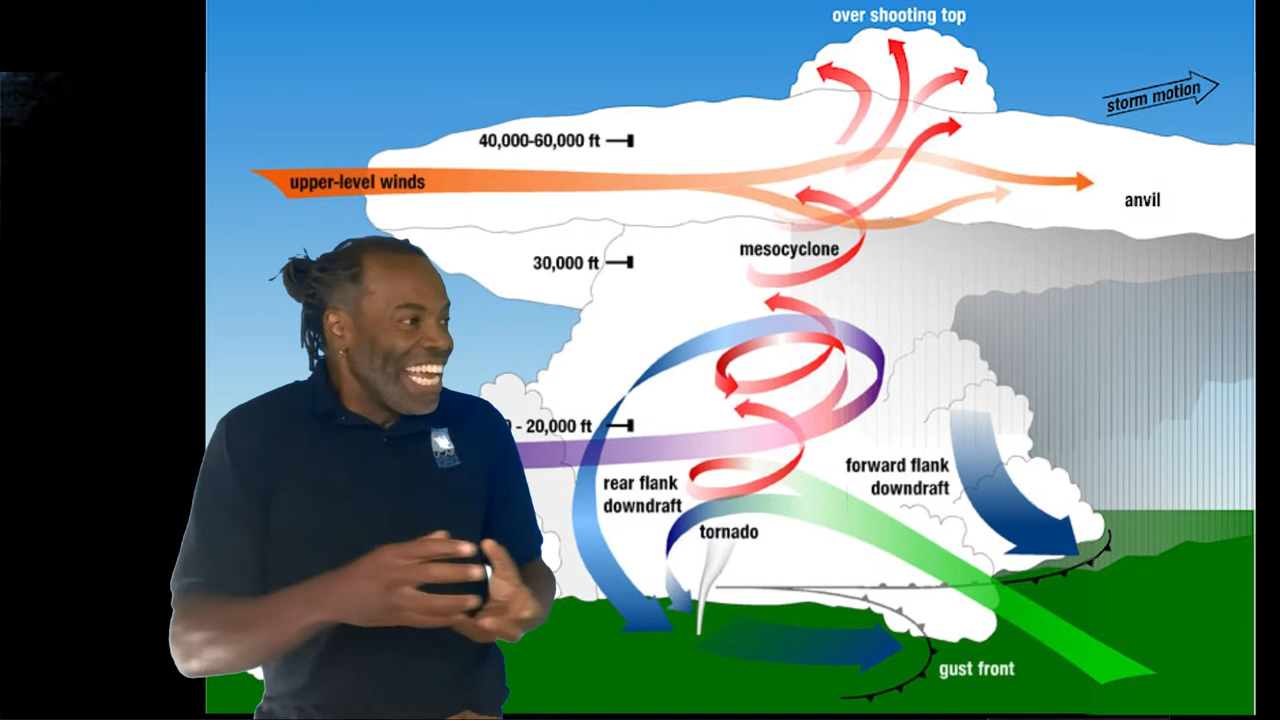 over shooting top
storm motion
40,000-60,000 ft
upper-level winds
anvil
mesocyclone
30,000 ft
- 20,000 ft
forward flank
downdraft
rear flank
downdraft
tornado
gust front